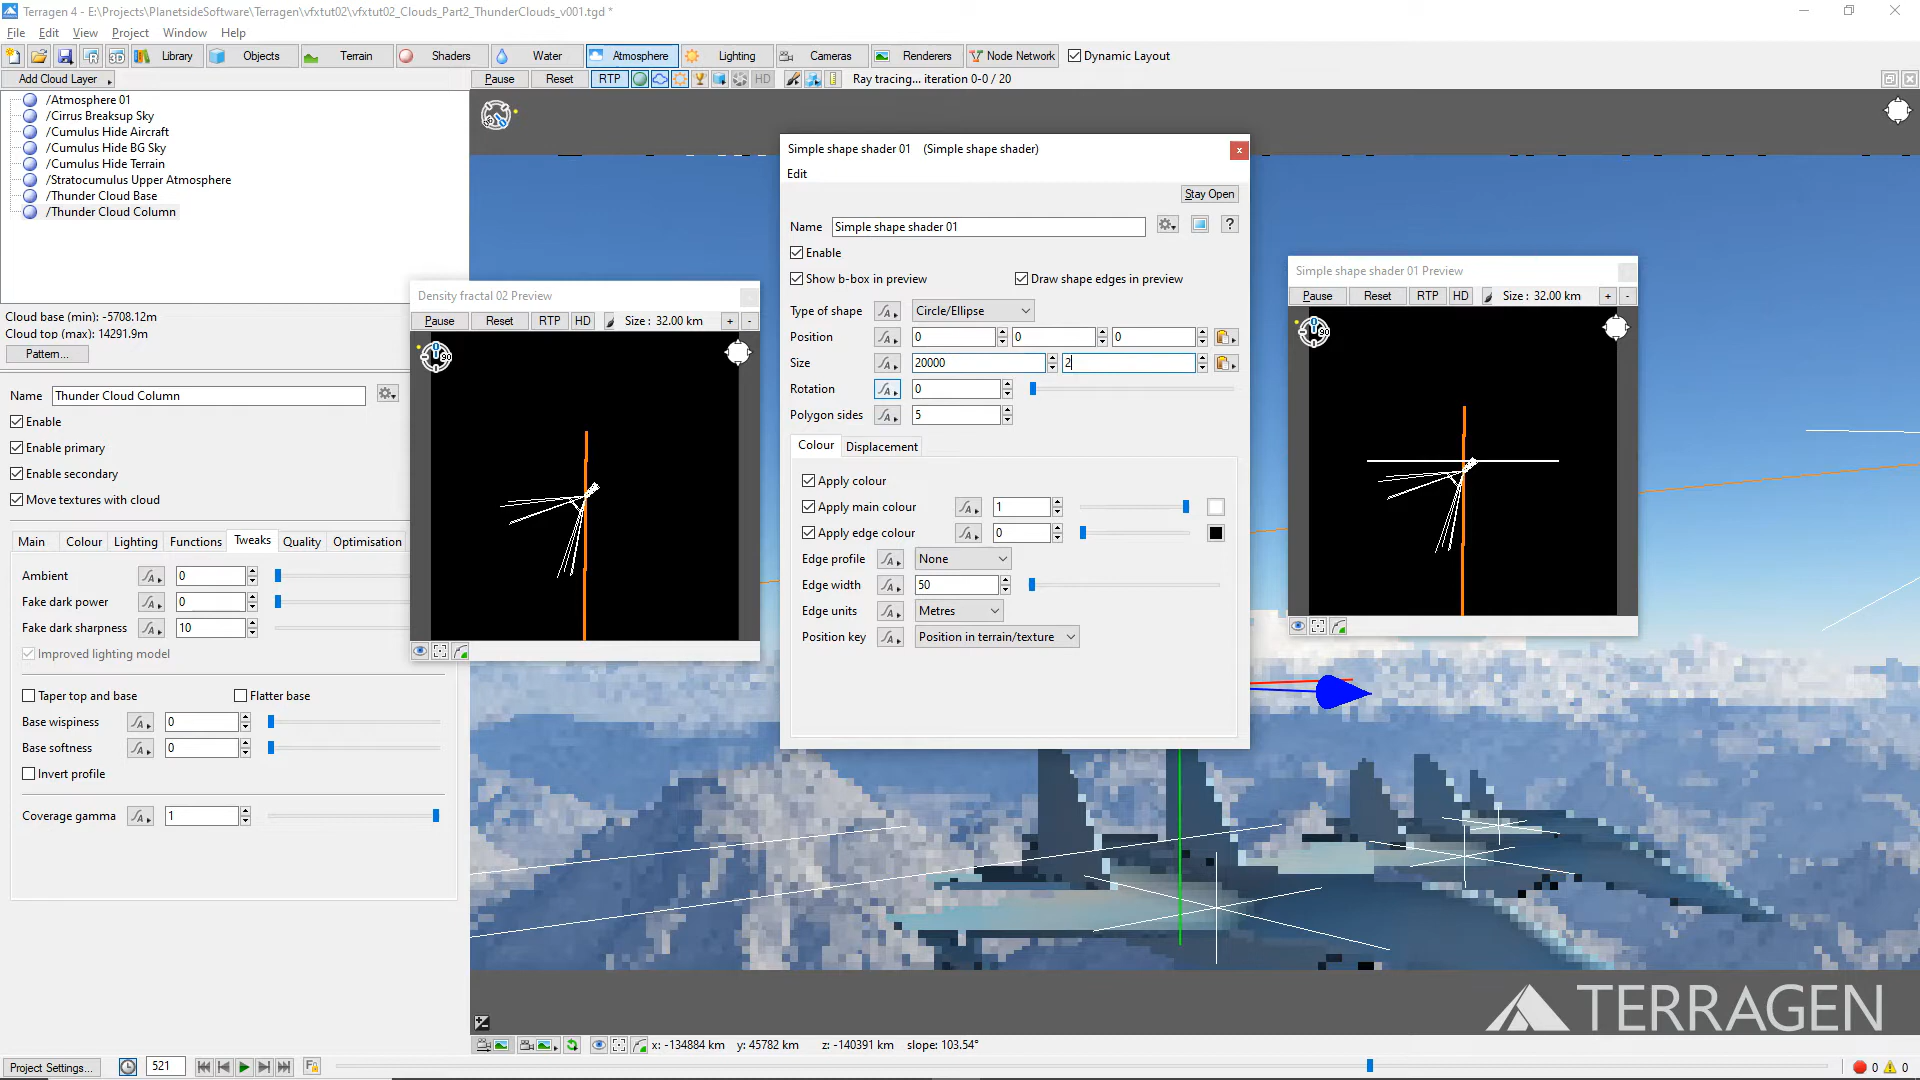 Terragen 4 - E:\Projects\PlanetsideSoftware\Terragen\vfxtut02\vfxtut02_Clouds_Part2_ThunderClouds_v001.tgd *
File Edit View Project Window Help
Library Objects Terrain Shaders Water Atmosphere Lighting Cameras Renderers Node Network Dynamic Layout
Add Cloud Layer Pause Reset RTP HD Ray tracing... iteration 0-0 / 20
/Atmosphere 01
/Cirrus Breaksup Sky
/Cumulus Hide Aircraft
/Cumulus Hide BG Sky
/Cumulus Hide Terrain
/Stratocumulus Upper Atmosphere
/Thunder Cloud Base
/Thunder Cloud Column
Cloud base (min): -5708.12m
Cloud top (max): 14291.9m
Pattern...
Name Thunder Cloud Column
Enable
Enable primary
Enable secondary
Move textures with cloud
Main Colour Lighting Functions Tweaks Quality Optimisation
Ambient 0
Fake dark power 0
Fake dark sharpness 10
Improved lighting model
Taper top and base Flatter base
Base wispiness 0
Base softness 0
Invert profile
Coverage gamma 1
Density fractal 02 Preview
Pause Reset RTP HD Size : 32.00 km + -
Simple shape shader 01 (Simple shape shader)
Edit
Stay Open
Name Simple shape shader 01 ?
Enable
Show b-box in preview Draw shape edges in preview
Type of shape Circle/Ellipse
Position 0 0 0
Size 20000 2
Rotation 0
Polygon sides 5
Colour Displacement
Apply colour
Apply main colour 1
Apply edge colour 0
Edge profile None
Edge width 50
Edge units Metres
Position key Position in terrain/texture
Simple shape shader 01 Preview
Pause Reset RTP HD Size : 32.00 km + -
TERRAGEN
x: -134884 km y: 45782 km z: -140391 km slope: 103.54°
Project Settings... 521 0 0